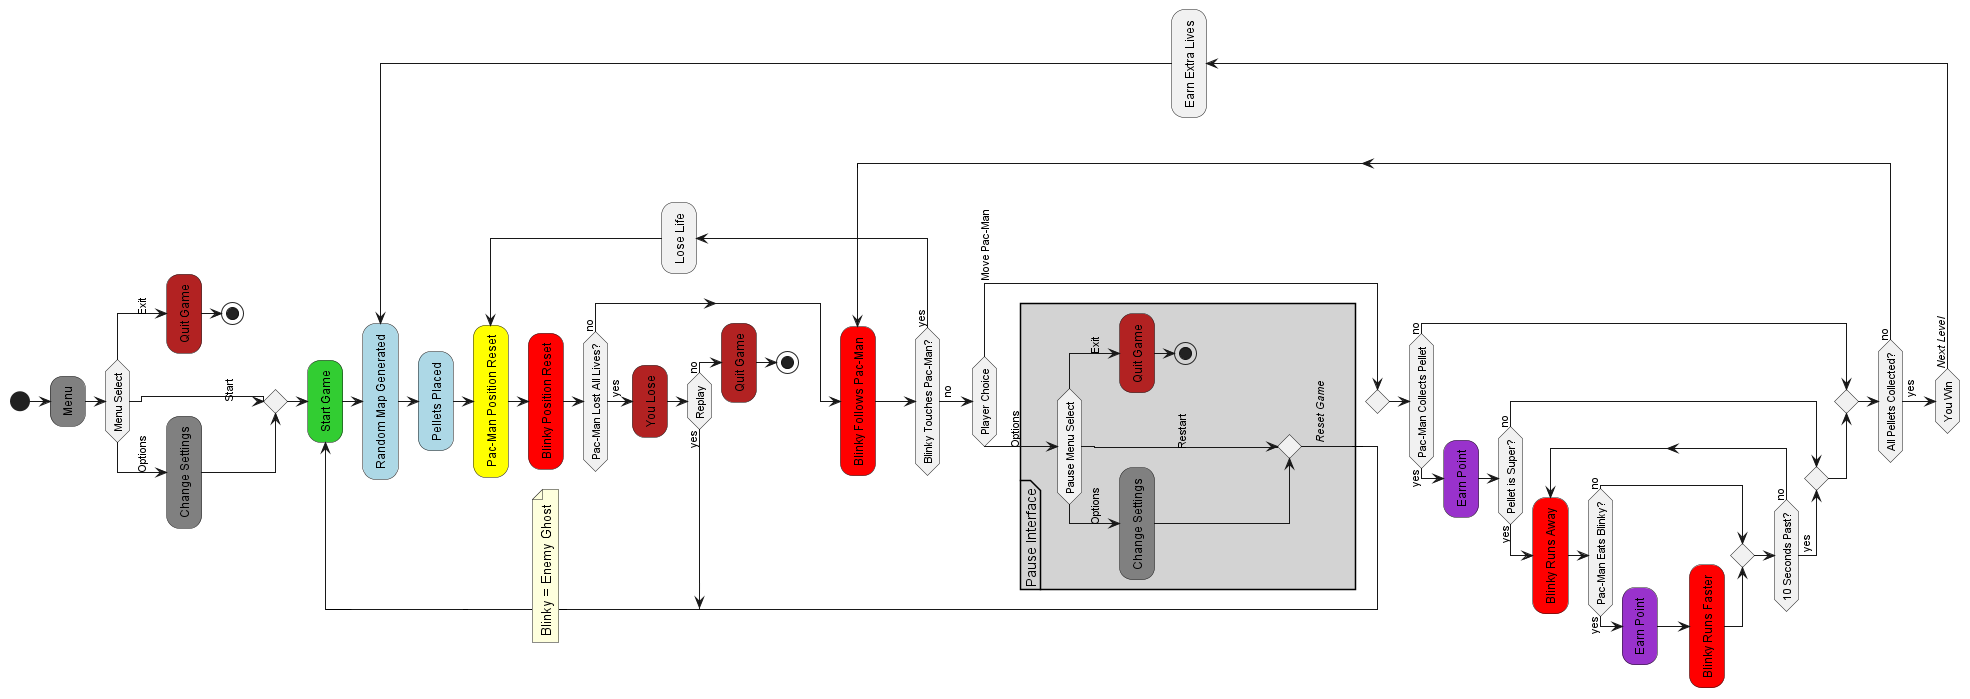 Menu
Menu Select
Exit
Quit Game
Start
Options
Change Settings
Start Game
Random Map Generated
Pellets Placed
Pac-Man Position Reset
Blinky Position Reset
Blinky = Enemy Ghost
Pac-Man Lost All Lives?
no
yes
You Lose
Replay
no
yes
Quit Game
Lose Life
Blinky Follows Pac-Man
Blinky Touches Pac-Man?
yes
no
Player Choice
Move Pac-Man
Options
Pause Interface
Pause Menu Select
Exit
Quit Game
Restart
Options
Change Settings
Reset Game
Earn Extra Lives
Pac-Man Collects Pellet
no
yes
Earn Point
Pellet is Super?
no
yes
Blinky Runs Away
Pac-Man Eats Blinky?
no
yes
Earn Point
Blinky Runs Faster
10 Seconds Past?
no
yes
All Pellets Collected?
no
yes
You Win
Next Level